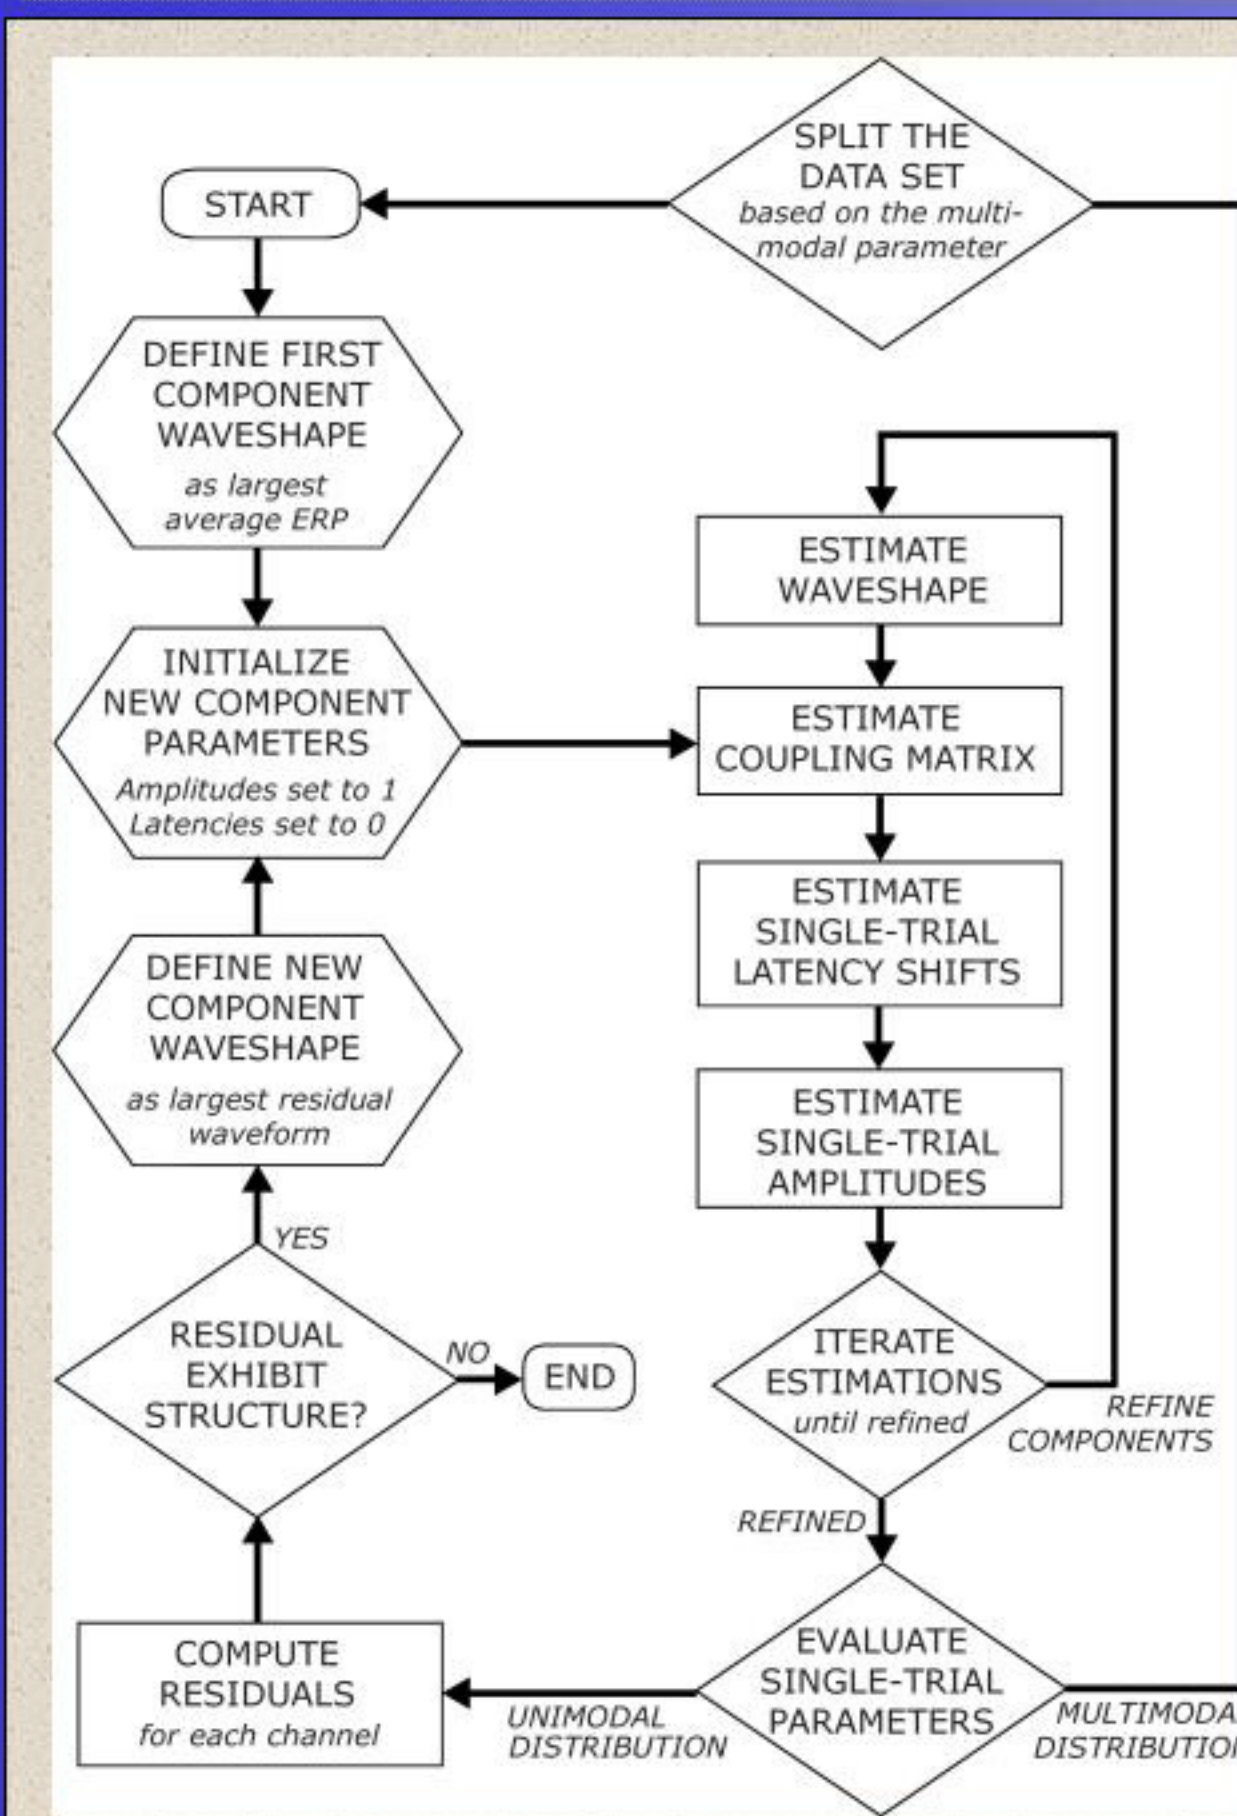 START
SPLIT THE
DATA SET
based on the multi-
modal parameter
DEFINE FIRST
COMPONENT
WAVESHAPE
as largest
average ERP
INITIALIZE
NEW COMPONENT
PARAMETERS
Amplitudes set to 1
Latencies set to 0
DEFINE NEW
COMPONENT
WAVESHAPE
as largest residual
waveform
YES
RESIDUAL
EXHIBIT
STRUCTURE?
NO
END
COMPUTE
RESIDUALS
for each channel
ESTIMATE
WAVESHAPE
ESTIMATE
COUPLING MATRIX
ESTIMATE
SINGLE-TRIAL
LATENCY SHIFTS
ESTIMATE
SINGLE-TRIAL
AMPLITUDES
ITERATE
ESTIMATIONS
until refined
REFINE
COMPONENTS
REFINED
EVALUATE
SINGLE-TRIAL
PARAMETERS
UNIMODAL
DISTRIBUTION
MULTIMODA
DISTRIBUTION